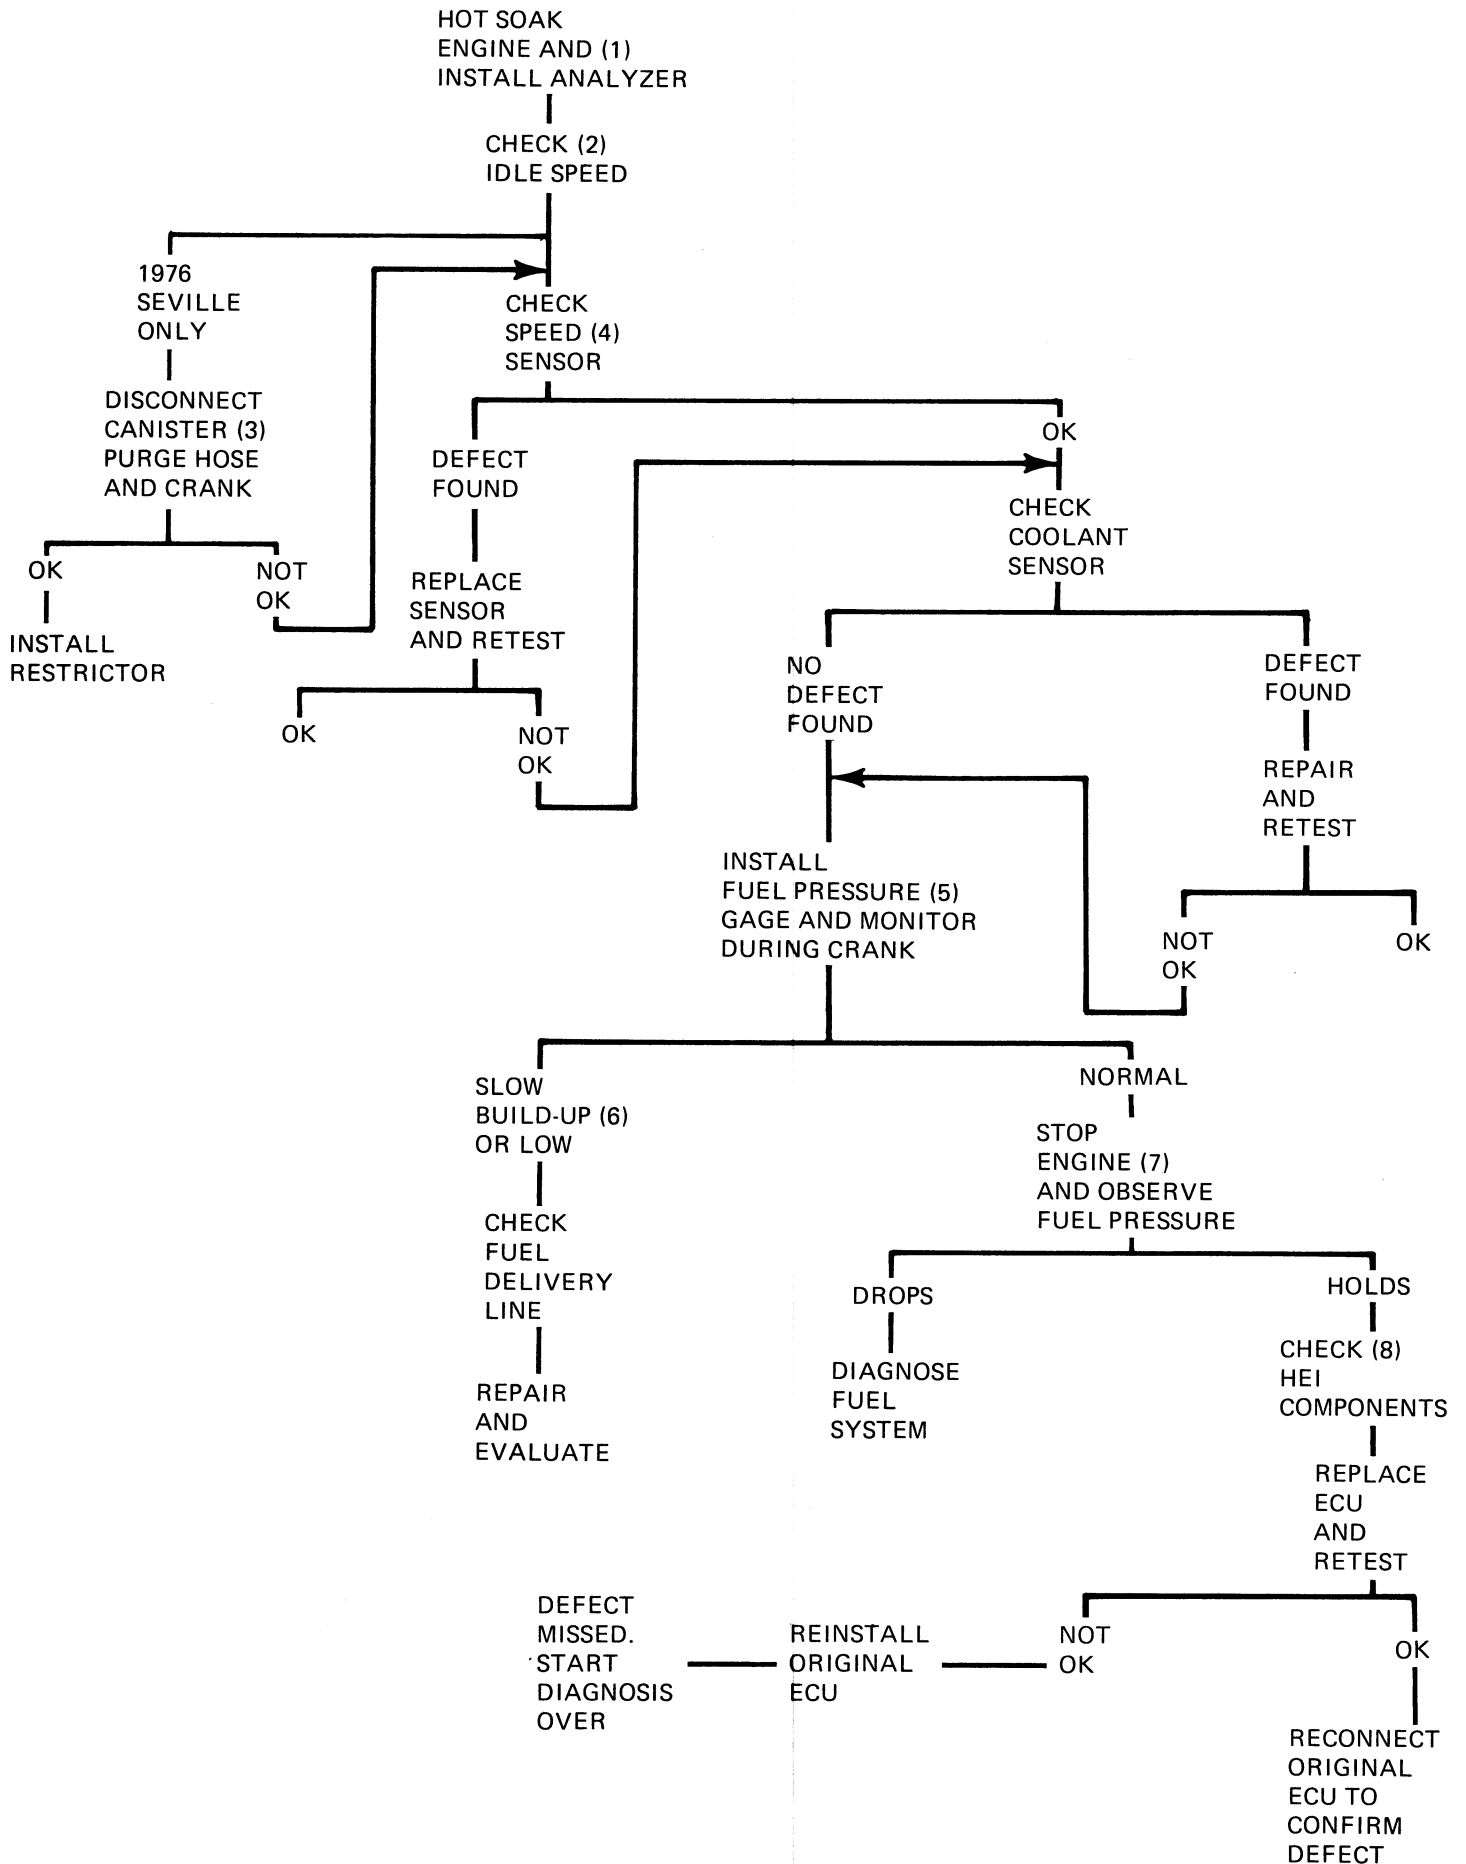 HOT SOAK
ENGINE AND (1)
INSTALL ANALYZER
CHECK (2)
IDLE SPEED
1976
SEVILLE
ONLY
DISCONNECT
CANISTER (3)
PURGE HOSE
AND CRANK
OK
INSTALL
RESTRICTOR
NOT
OK
CHECK
SPEED (4)
SENSOR
DEFECT
FOUND
REPLACE
SENSOR
AND RETEST
OK
NOT
OK
OK
CHECK
COOLANT
SENSOR
NO
DEFECT
FOUND
DEFECT
FOUND
REPAIR
AND
RETEST
NOT
OK
OK
INSTALL
FUEL PRESSURE (5)
GAGE AND MONITOR
DURING CRANK
SLOW
BUILD-UP (6)
OR LOW
CHECK
FUEL
DELIVERY
LINE
REPAIR
AND
EVALUATE
NORMAL
STOP
ENGINE (7)
AND OBSERVE
FUEL PRESSURE
DROPS
DIAGNOSE
FUEL
SYSTEM
HOLDS
CHECK (8)
HEI
COMPONENTS
REPLACE
ECU
AND
RETEST
NOT
OK
REINSTALL
ORIGINAL
ECU
DEFECT
MISSED.
START
DIAGNOSIS
OVER
OK
RECONNECT
ORIGINAL
ECU TO
CONFIRM
DEFECT